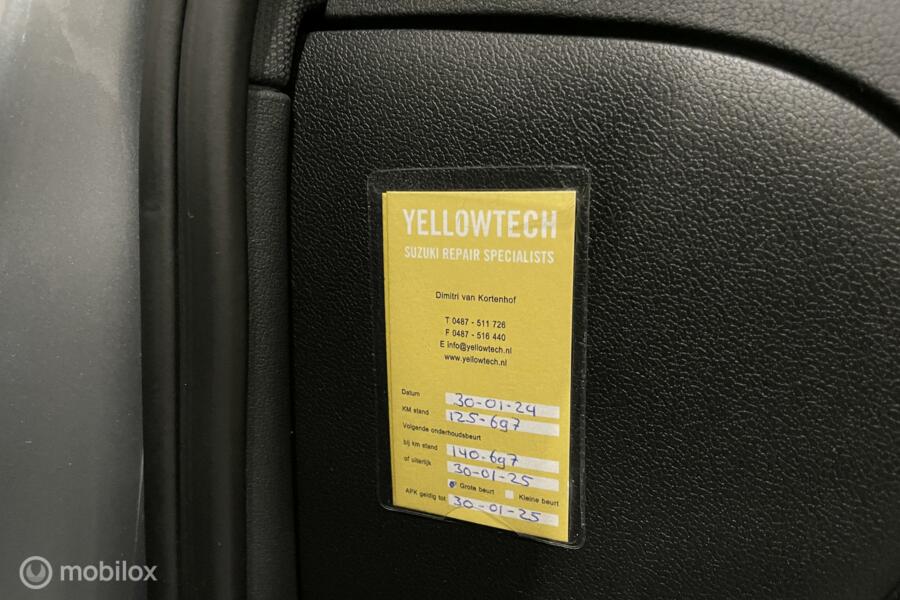 YELLOWTECH
SUZUKI REPAIR SPECIALISTS
Dimitri van Kortenhof
T 0487 - 511 726
F 0487 - 516 440
E info@yellowtech.nl
www.yellowtech.nl
Datum 30-01-24
KM stand 125-697
Volgende onderhoudsbeurt
bij km stand 140.697
of uiterlijk 30-01-25
Grote beurt Kleine beurt
APK geldig tot 30-01-25
mobilox